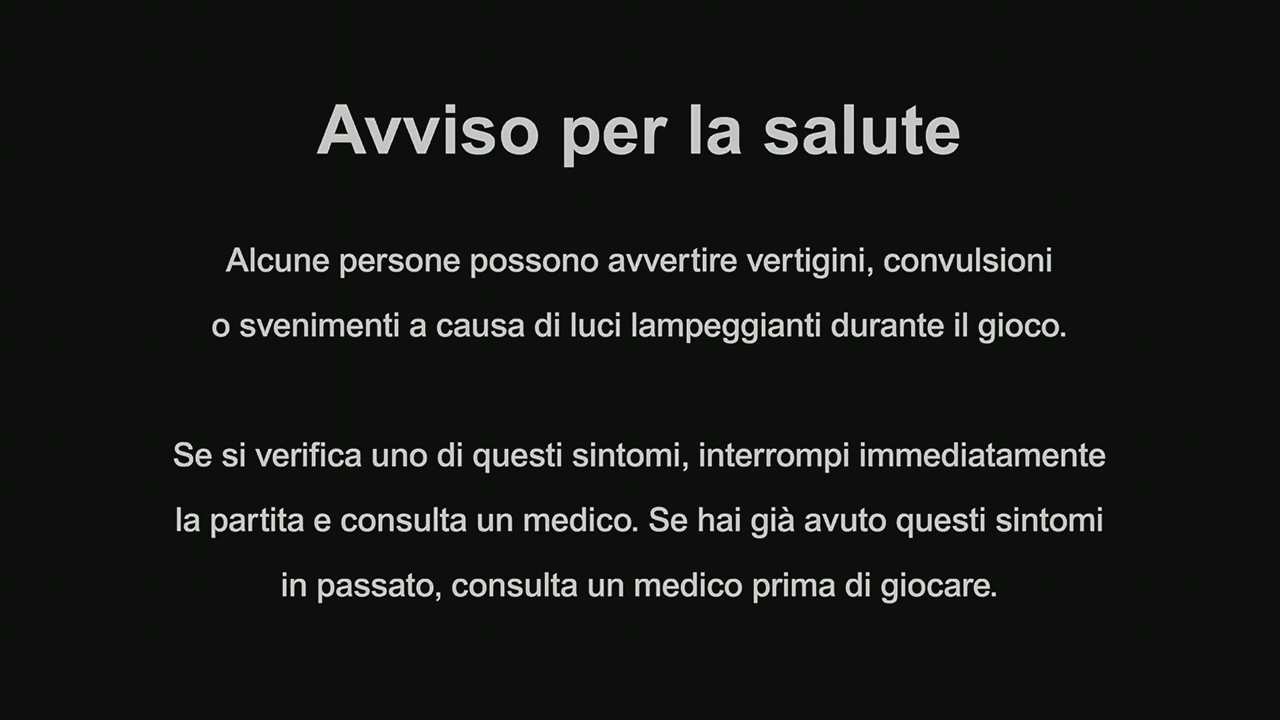 Avviso per la salute
Alcune persone possono avvertire vertigini, convulsioni
o svenimenti a causa di luci lampeggianti durante il gioco.
Se si verifica uno di questi sintomi, interrompi immediatamente
la partita e consulta un medico. Se hai già avuto questi sintomi
in passato, consulta un medico prima di giocare.